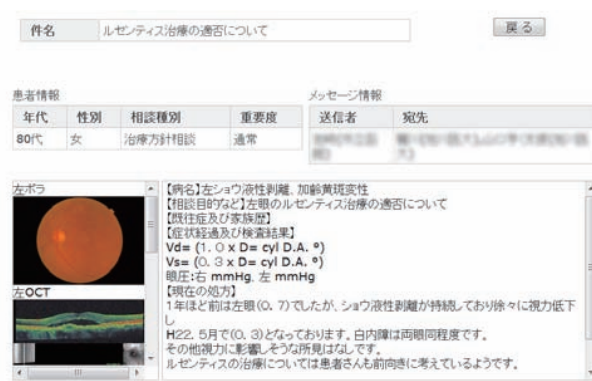 件名 ルセンティス治療の適否について 戻る
患者情報 メッセージ情報
年代 性別 相談種別 重要度 送信者 宛先
80代 女 治療方針相談 通常
左ポラ
左OCT
【病名】左ショウ液性剥離、加齢黄斑変性
【相談目的など】左眼のルセンティス治療の適否について
【既往症及び家族歴】
【症状経過及び検査結果】
Vd= (1. 0 x D= cyl D.A. °)
Vs= (0. 3 x D= cyl D.A. °)
眼圧:右 mmHg. 左 mmHg
【現在の処方】
1年ほど前は左眼(0. 7)でしたが、ショウ液性剥離が持続しており徐々に視力低下
し
H22. 5月で(0. 3)となっております。白内障は両眼同程度です。
その他視力に影響しそうな所見はなしです。
ルセンティスの治療については患者さんも前向きに考えているようです。